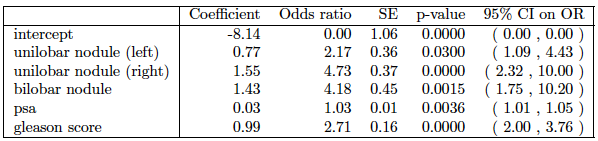 Coefficient Odds ratio SE p-value 95% CI on OR
intercept -8.14 0.00 1.06 0.0000 ( 0.00 , 0.00 )
unilobar nodule (left) 0.77 2.17 0.36 0.0300 ( 1.09 , 4.43 )
unilobar nodule (right) 1.55 4.73 0.37 0.0000 ( 2.32 , 10.00 )
bilobar nodule 1.43 4.18 0.45 0.0015 ( 1.75 , 10.20 )
psa 0.03 1.03 0.01 0.0036 ( 1.01 , 1.05 )
gleason score 0.99 2.71 0.16 0.0000 ( 2.00 , 3.76 )